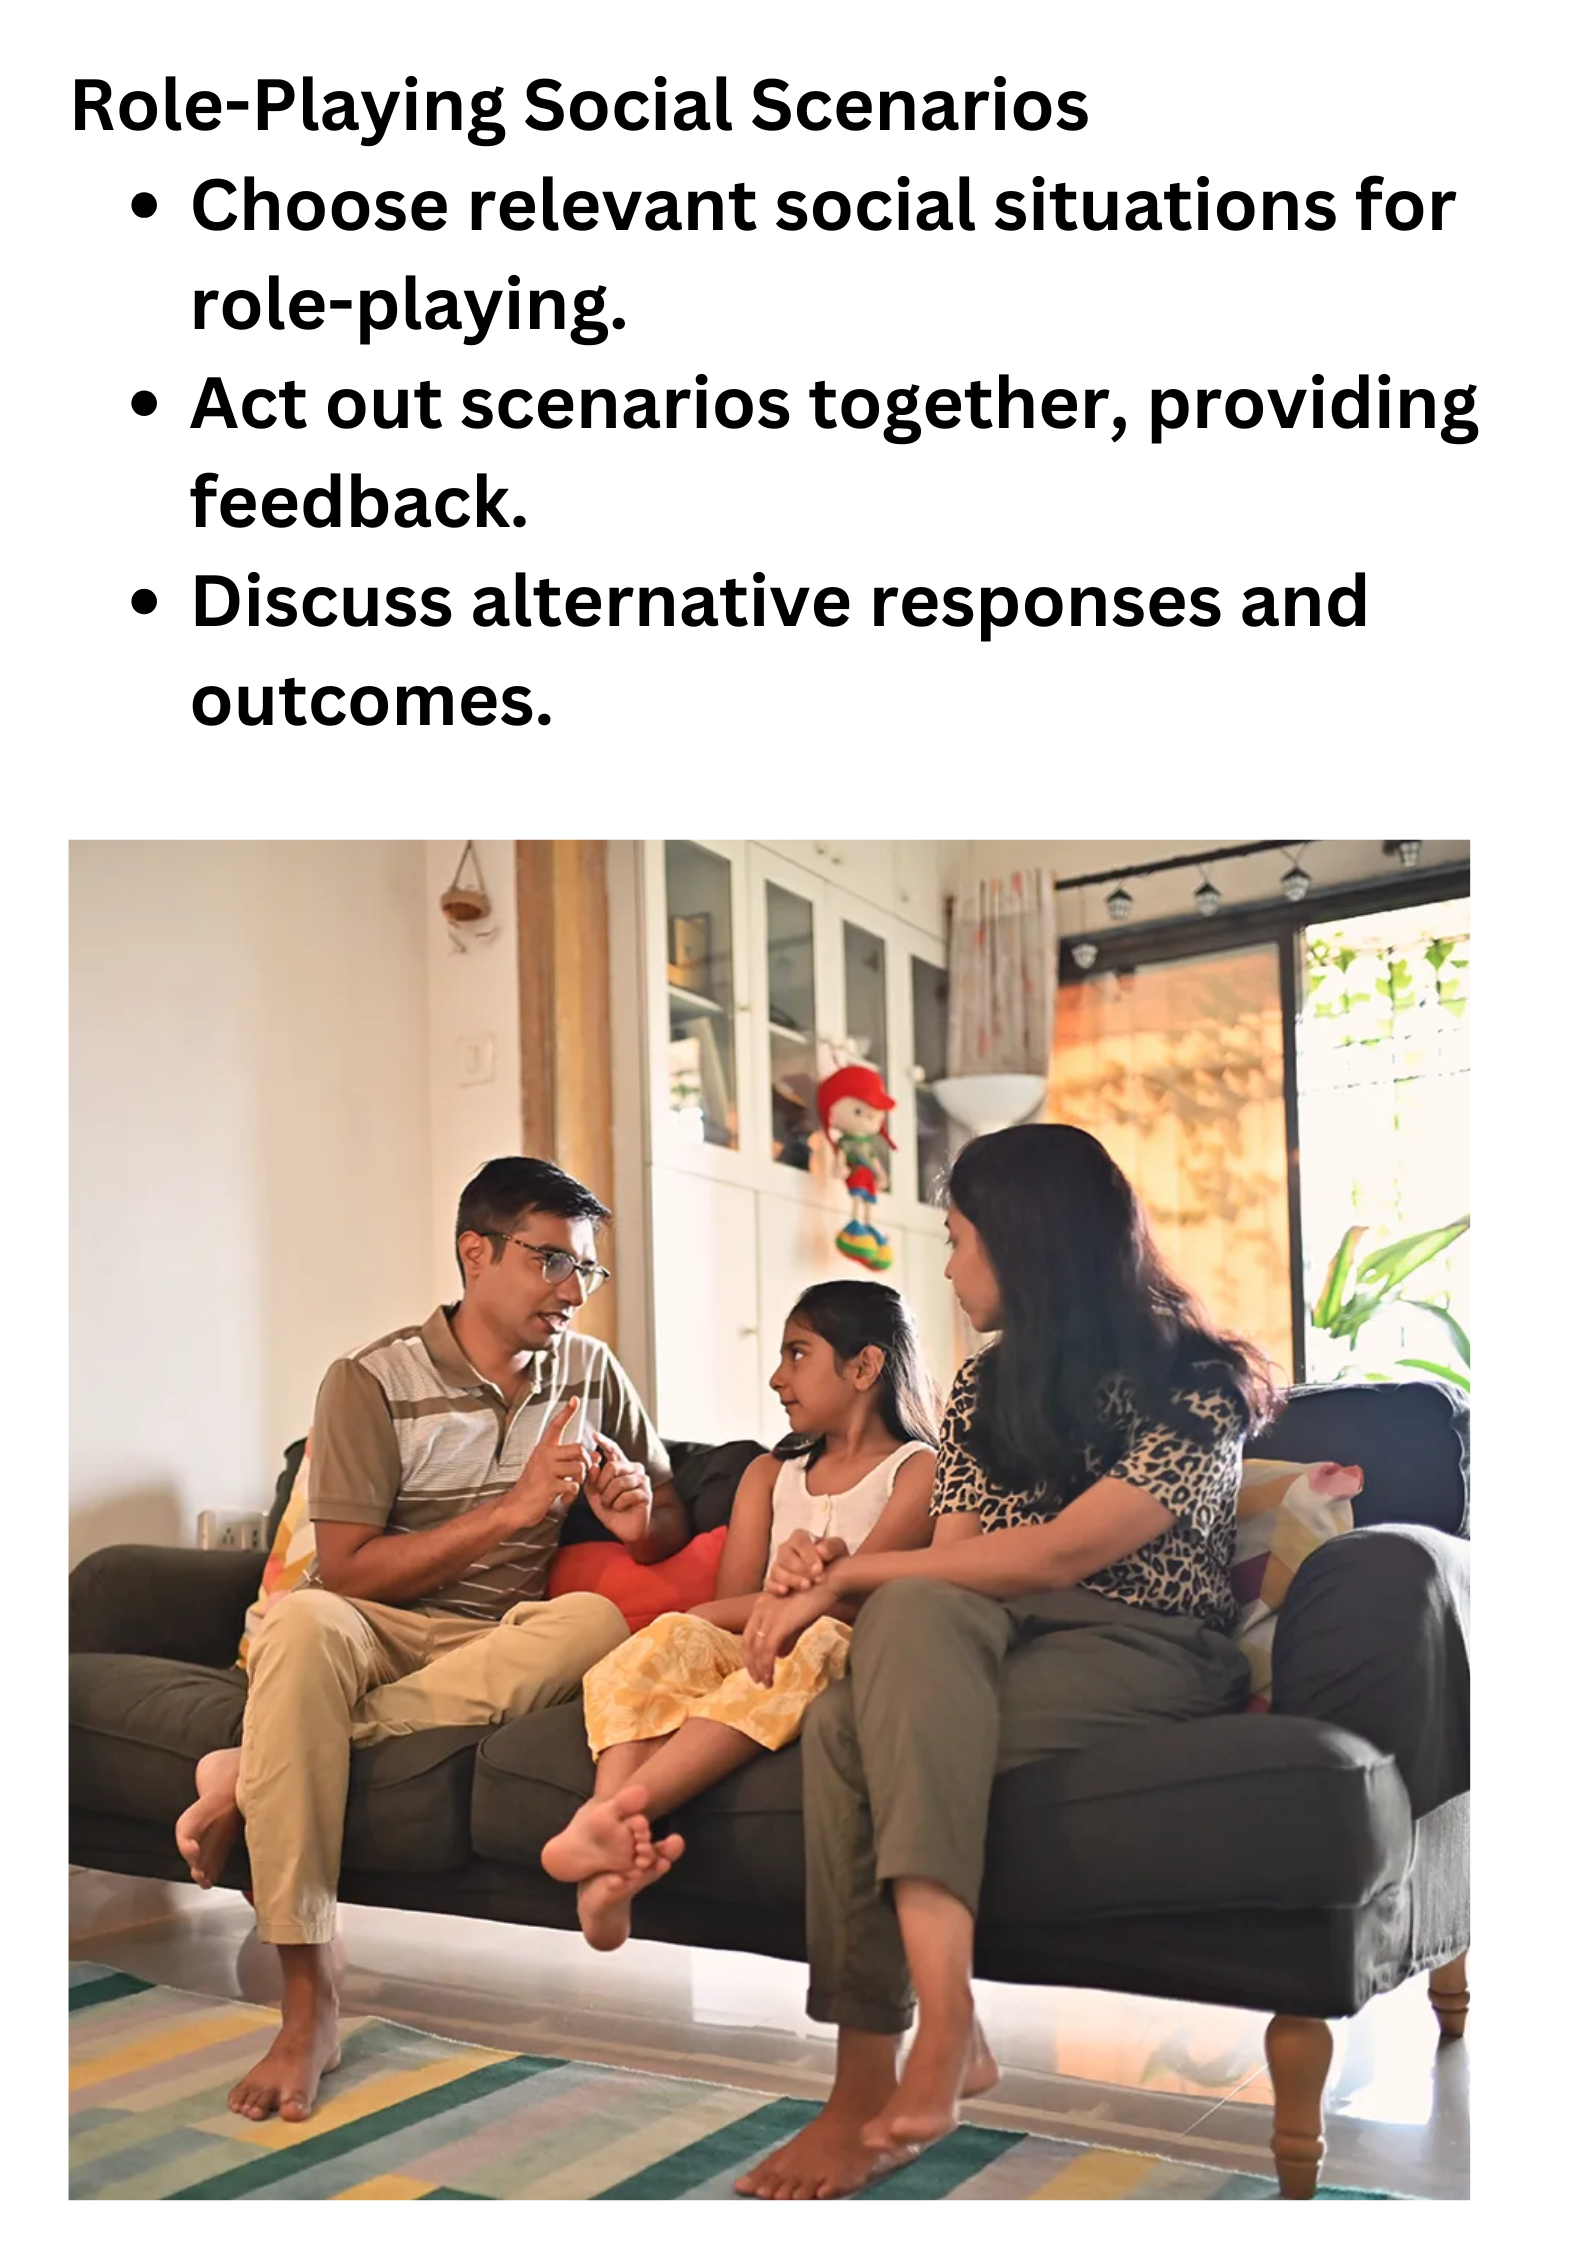 Role-Playing Social Scenarios
• Choose relevant social situations for
role-playing.
• Act out scenarios together, providing
feedback.
• Discuss alternative responses and
outcomes.